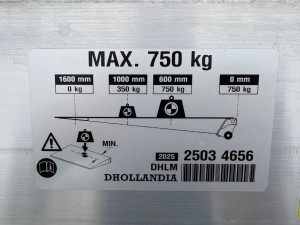 MAX. 750 kg
1600 mm 1000 mm 600 mm 0 mm
0 kg 350 kg 750 kg 750 kg
MIN.
2025 2503 4656
DHLM
DHOLLANDIA